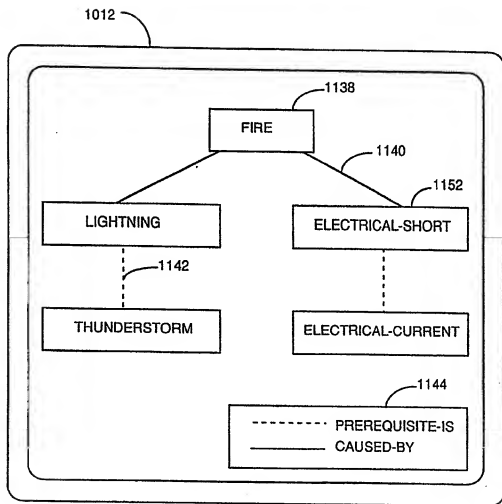 1012
1138
FIRE
1140
1152
LIGHTNING
ELECTRICAL-SHORT
1142
THUNDERSTORM
ELECTRICAL-CURRENT
1144
PREREQUISITE-IS
CAUSED-BY